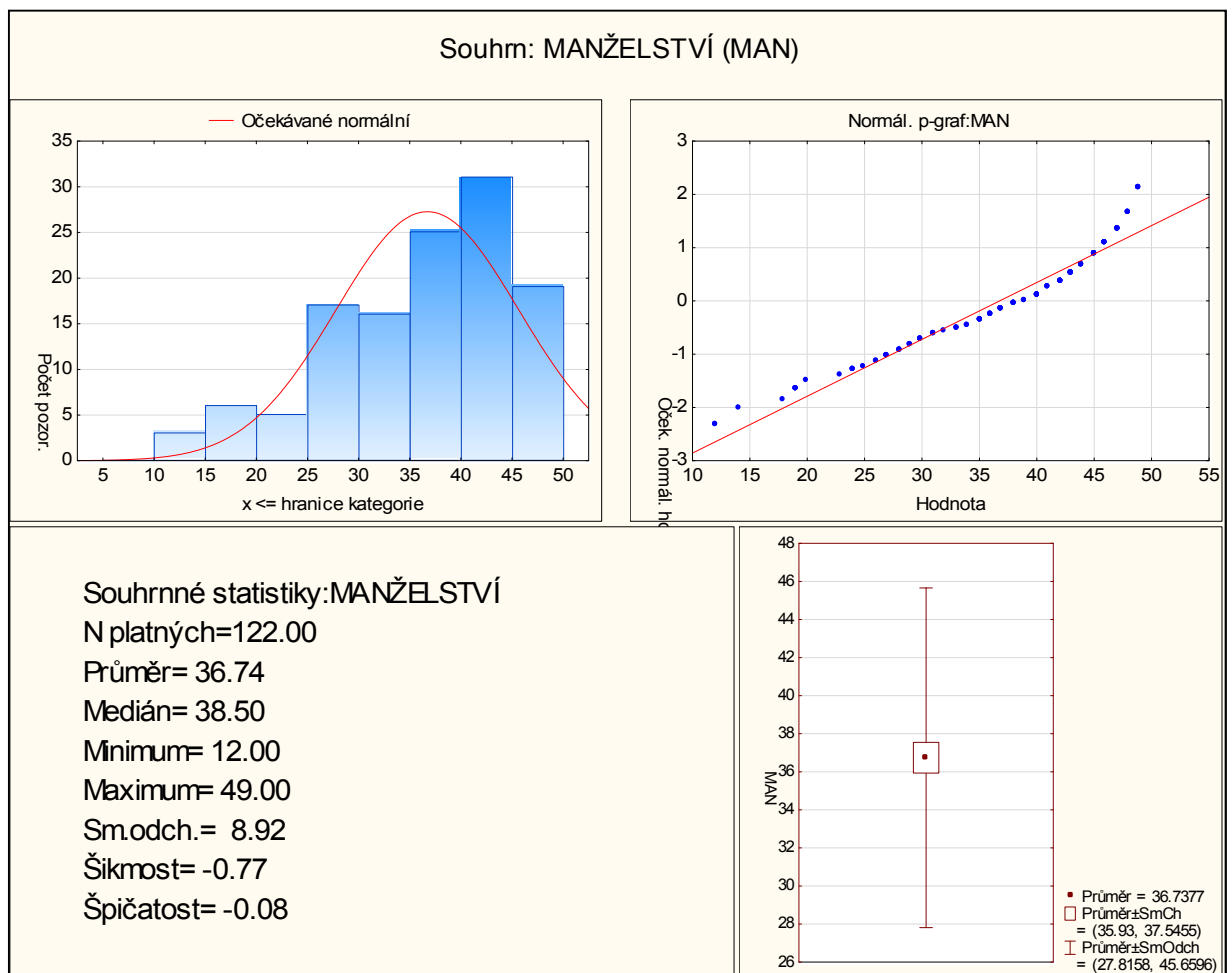 Souhrn: MANŽELSTVÍ (MAN)
Očekávané normální
35
30
25
20
15
10
5
0
Počet pozor.
5 10 15 20 25 30 35 40 45 50
x <= hranice kategorie
Normál. p-graf:MAN
3
2
1
0
-1
-2
-3
Oček. normál. ho
10 15 20 25 30 35 40 45 50 55
Hodnota
Souhrnné statistiky:MANŽELSTVÍ
N platných=122.00
Průměr= 36.74
Medián= 38.50
Minimum= 12.00
Maximum= 49.00
Sm.odch.= 8.92
Šikmost= -0.77
Špičatost= -0.08
48
46
44
42
40
38
36
34
32
30
28
26
MAN
Průměr = 36.7377
Průměr±SmCh
= (35.93, 37.5455)
Průměr±SmOdch
= (27.8158, 45.6596)